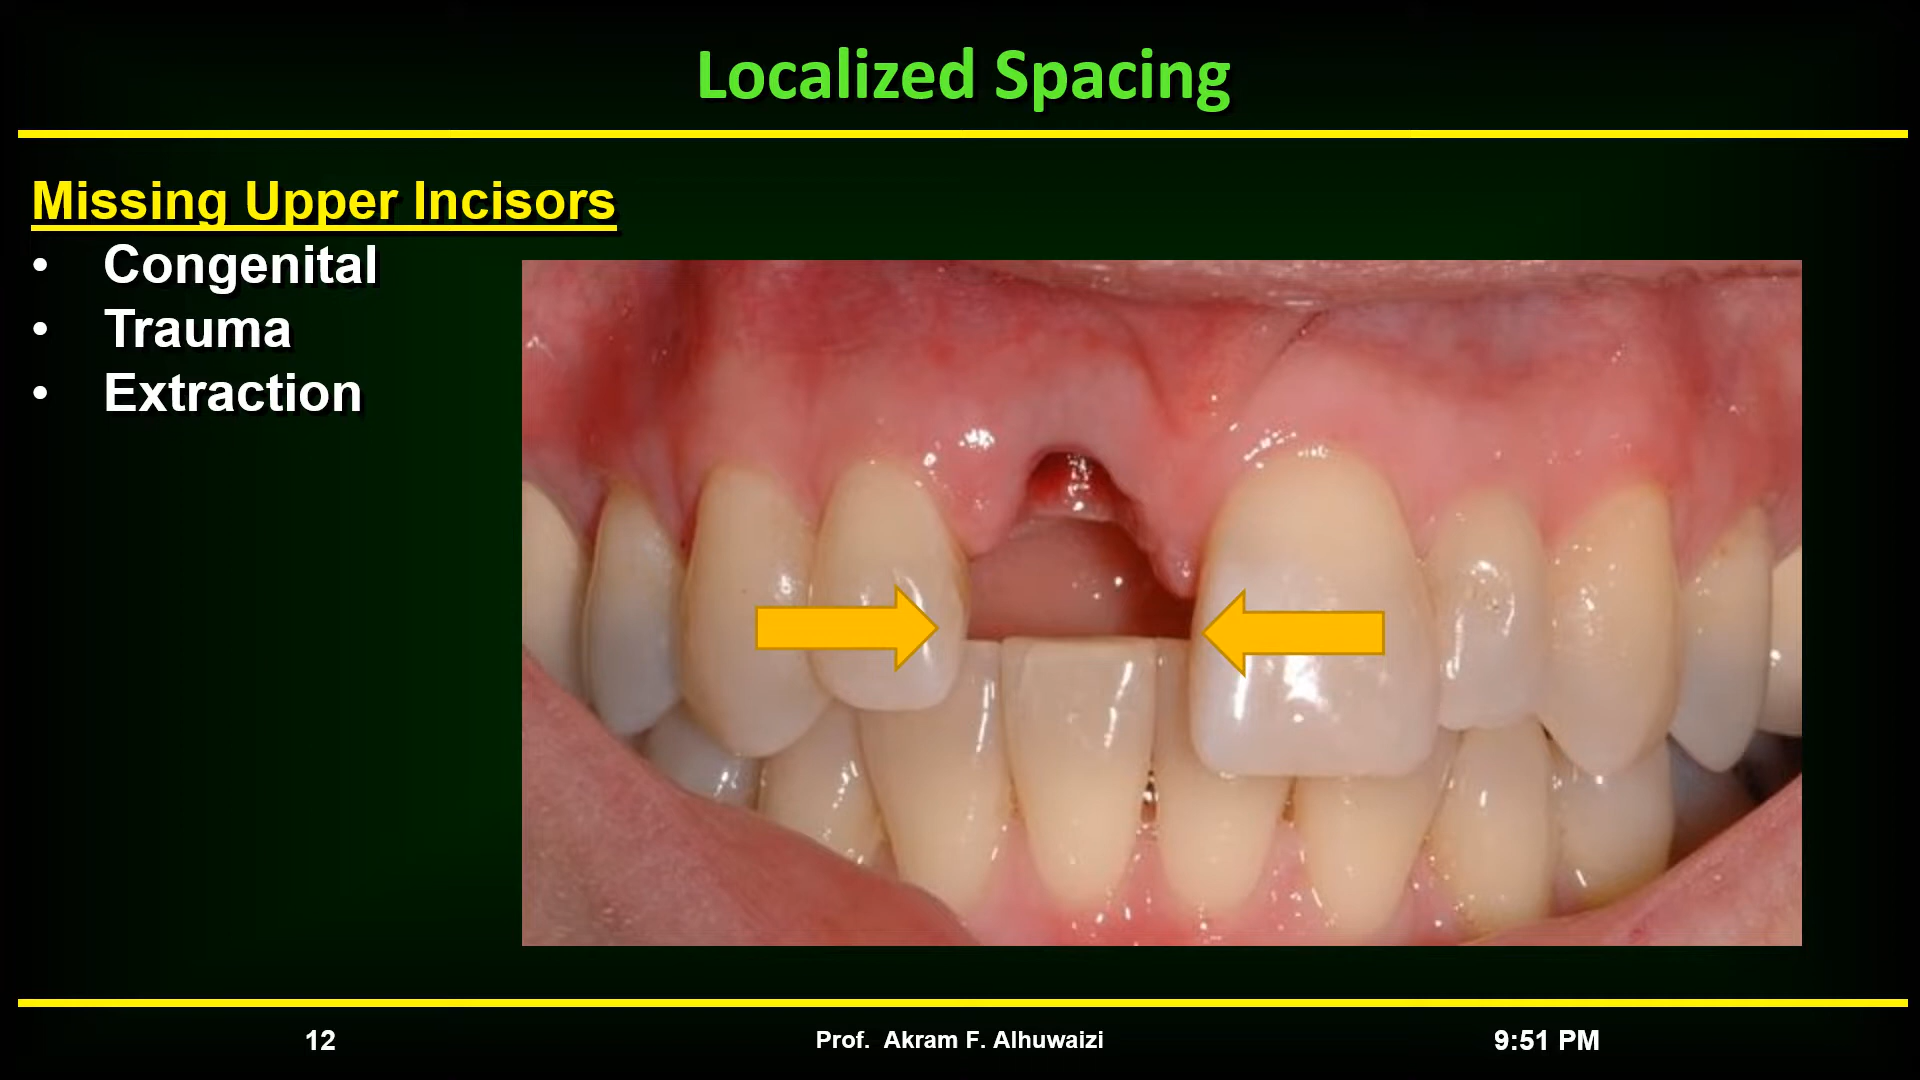 Localized Spacing
Missing Upper Incisors
• Congenital
• Trauma
• Extraction
12
Prof. Akram F. Alhuwaizi
9:51 PM